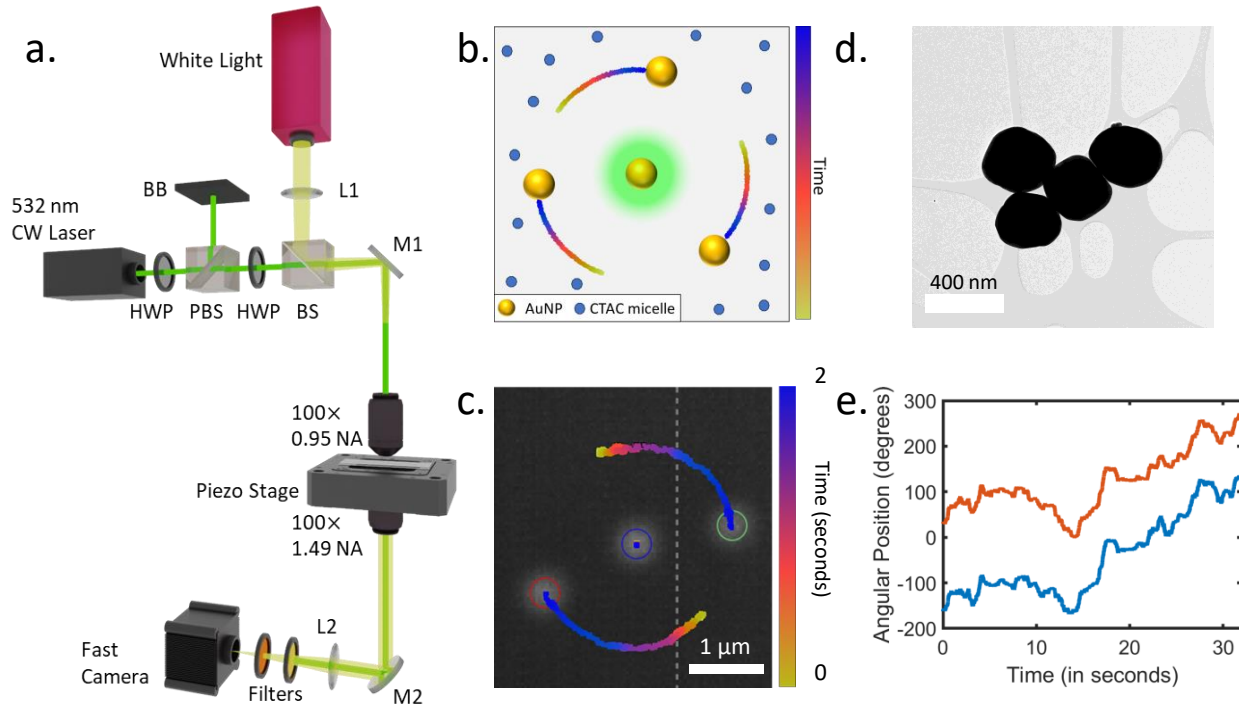 a.
White Light
BB
L1
532 nm
CW Laser
M1
HWP
PBS
HWP
BS
100×
0.95 NA
Piezo Stage
100×
1.49 NA
L2
Fast
Camera
Filters
M2
b.
Time
AuNP
CTAC micelle
c.
2
Time (seconds)
0
1 μm
d.
400 nm
e.
Angular Position (degrees)
300
200
100
0
-100
-200
0
10
20
30
Time (in seconds)